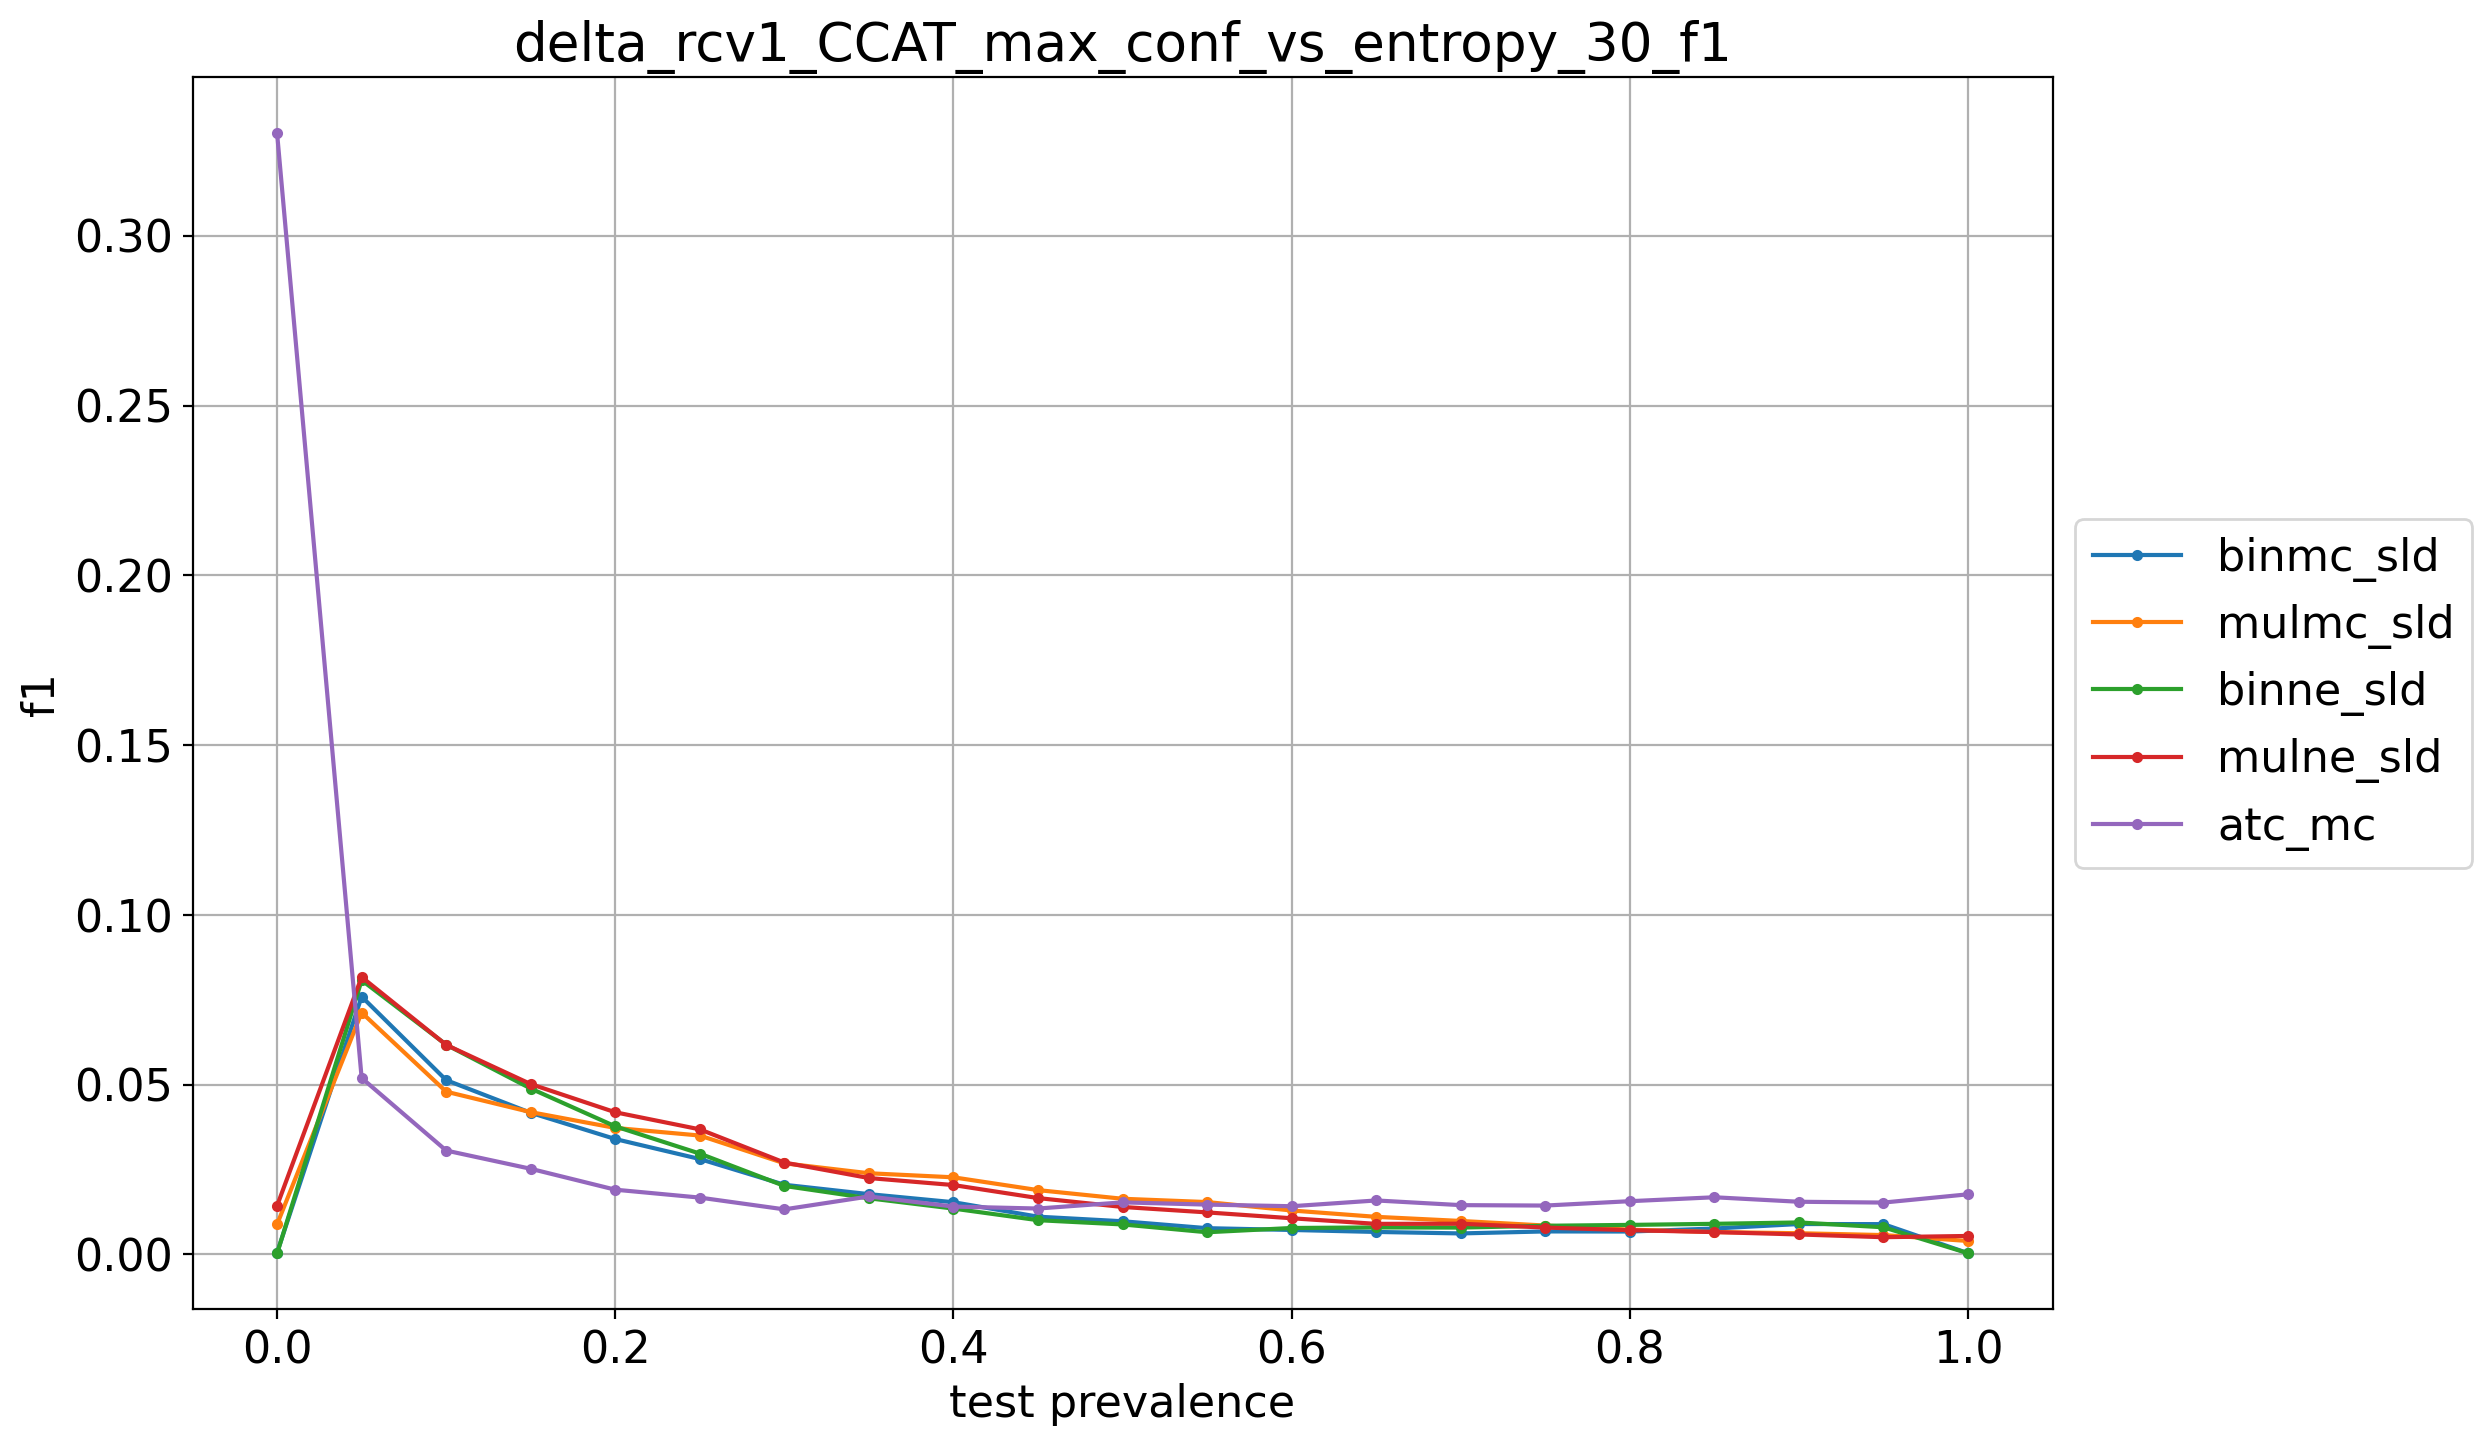 delta_rcv1_CCAT_max_conf_vs_entropy_30_f1
f1
0.30
0.25
0.20
0.15
0.10
0.05
0.00
0.0 0.2 0.4 0.6 0.8 1.0
test prevalence
binmc_sld
mulmc_sld
binne_sld
mulne_sld
atc_mc